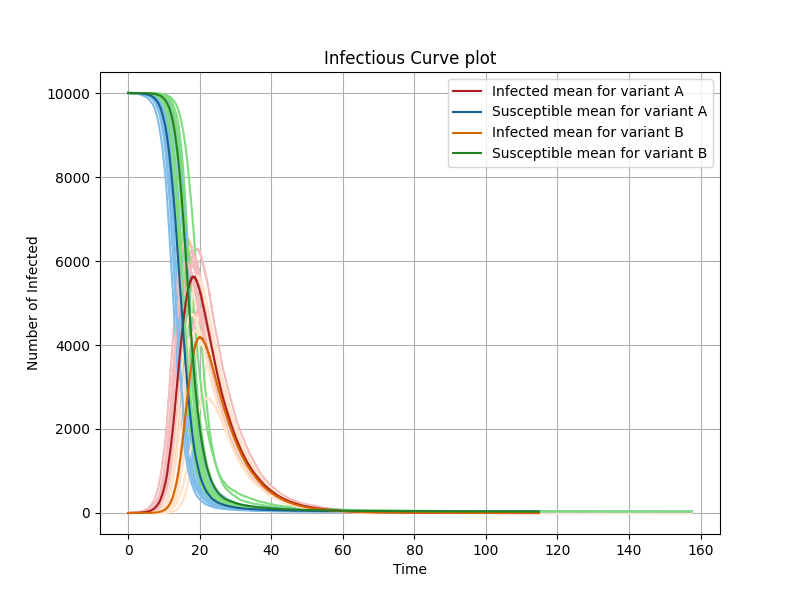 Infectious Curve plot
Infected mean for variant A
Susceptible mean for variant A
Infected mean for variant B
Susceptible mean for variant B
Number of Infected
10000
8000
6000
4000
2000
0
0 20 40 60 80 100 120 140 160
Time